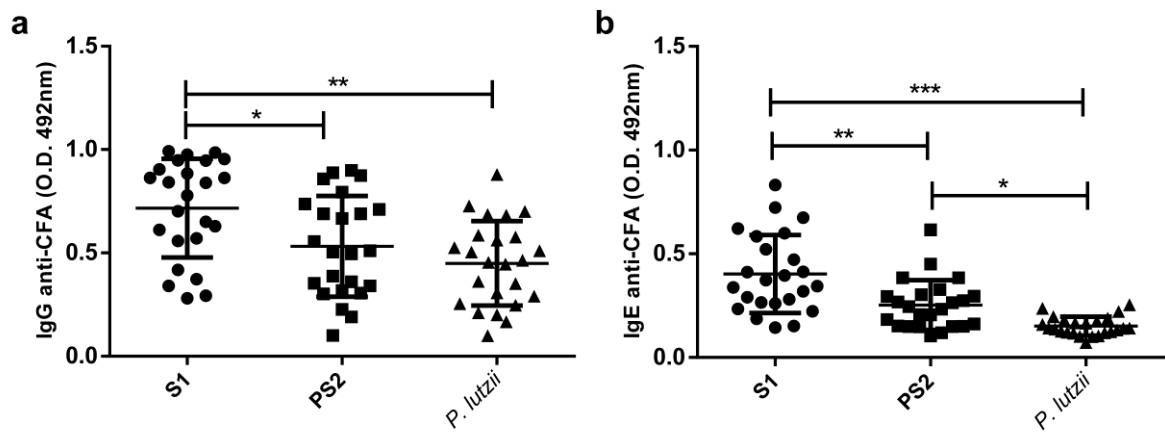 a
IgG anti-CFA (O.D. 492nm)
1.5
1.0
0.5
0.0
**
*
S1
PS2
P. lutzii
b
IgE anti-CFA (O.D. 492nm)
1.5
1.0
0.5
0.0
***
**
*
S1
PS2
P. lutzii